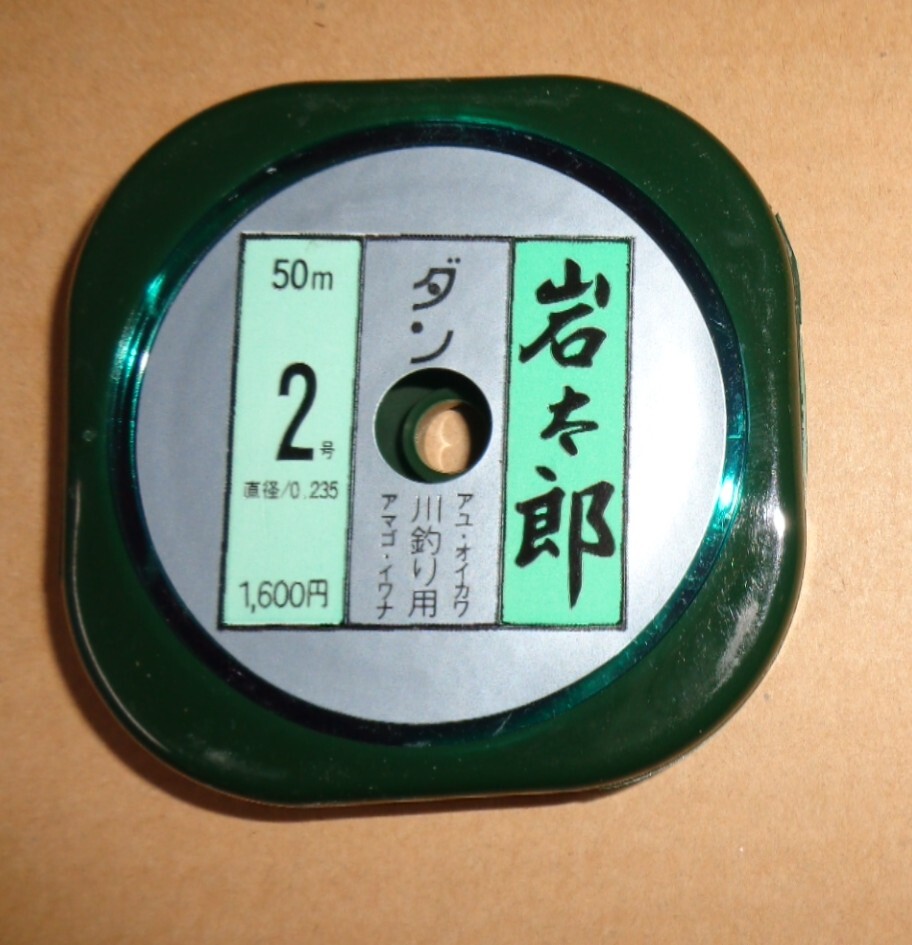 岩太郎
ダン
アユ・オイカワ
川釣り用
アマゴ・イワナ
50m
2号
直径/0.235
1,600円